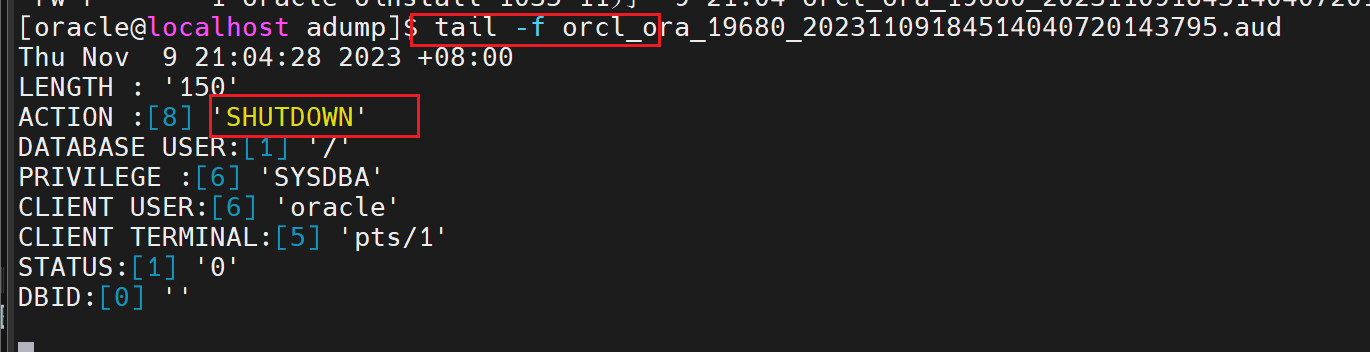 [oracle@localhost adump]$ tail -f orcl_ora_19680_20231109184514040720143795.aud
Thu Nov  9 21:04:28 2023 +08:00
LENGTH : '150'
ACTION :[8] 'SHUTDOWN'
DATABASE USER:[1] '/'
PRIVILEGE :[6] 'SYSDBA'
CLIENT USER:[6] 'oracle'
CLIENT TERMINAL:[5] 'pts/1'
STATUS:[1] '0'
DBID:[0] ''